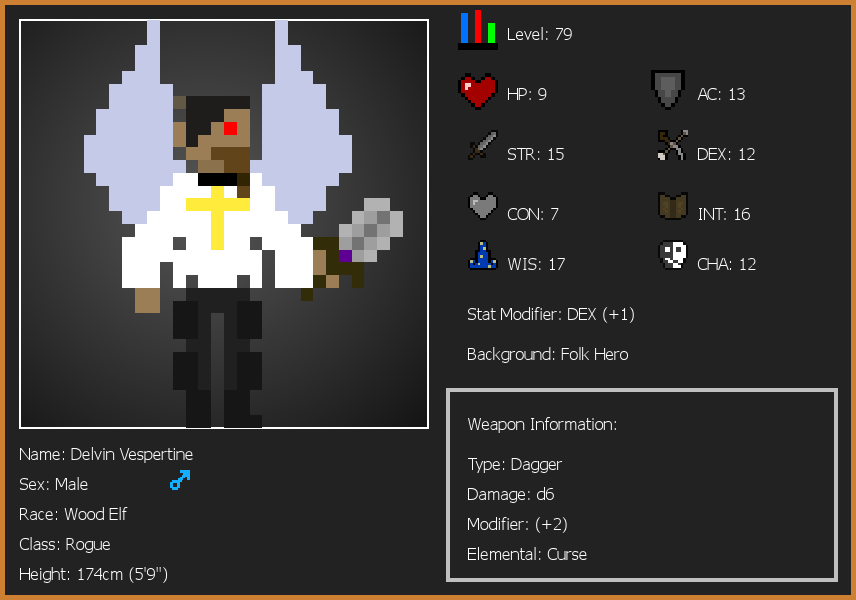 Level: 79
HP: 9
AC: 13
STR: 15
DEX: 12
CON: 7
INT: 16
WIS: 17
CHA: 12
Stat Modifier: DEX (+1)
Background: Folk Hero
Weapon Information:
Type: Dagger
Damage: d6
Modifier: (+2)
Elemental: Curse
Name: Delvin Vespertine
Sex: Male
Race: Wood Elf
Class: Rogue
Height: 174cm (5'9")